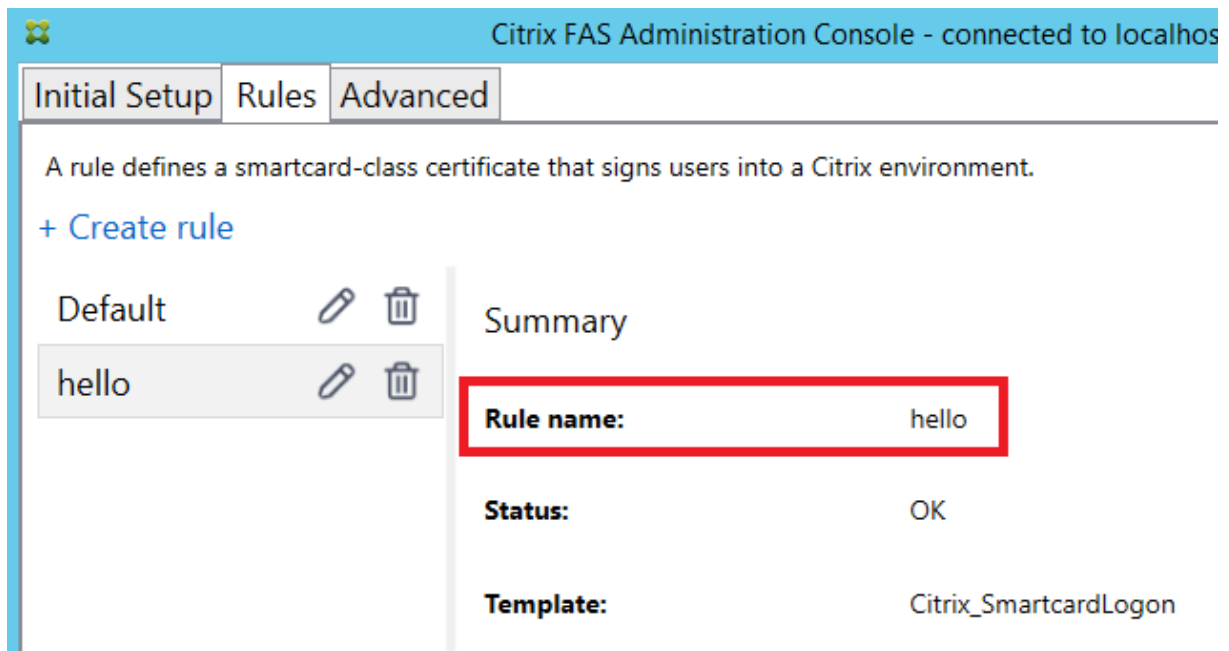 Citrix FAS Administration Console - connected to localhos
Initial Setup Rules Advanced
A rule defines a smartcard-class certificate that signs users into a Citrix environment.
+ Create rule
Default
hello
Summary
Rule name: hello
Status: OK
Template: Citrix_SmartcardLogon